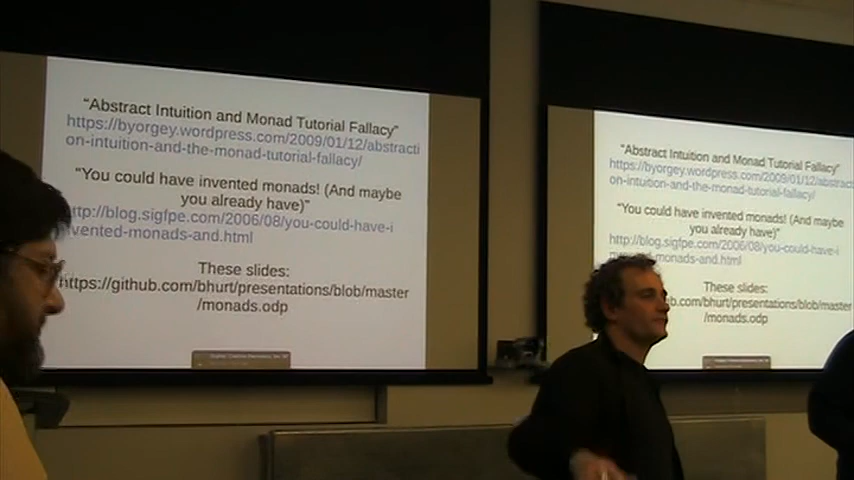 "Abstract Intuition and Monad Tutorial Fallacy"
https://byorgey.wordpress.com/2009/01/12/abstracti
on-intuition-and-the-monad-tutorial-fallacy/
"You could have invented monads! (And maybe
you already have)"
http://blog.sigfpe.com/2006/08/you-could-have-i
nvented-monads-and.html
These slides:
https://github.com/bhurt/presentations/blob/master
/monads.odp
"Abstract Intuition and Monad Tutorial Fallacy"
https://byorgey.wordpress.com/2009/01/12/abstract
on-intuition-and-the-monad-tutorial-fallacy/
"You could have invented monads! (And maybe
you already have)"
http://blog.sigfpe.com/2006/08/you-could-have-i
monads-and.html
These slides:
b.com/bhurt/presentations/blob/master
/monads.odp